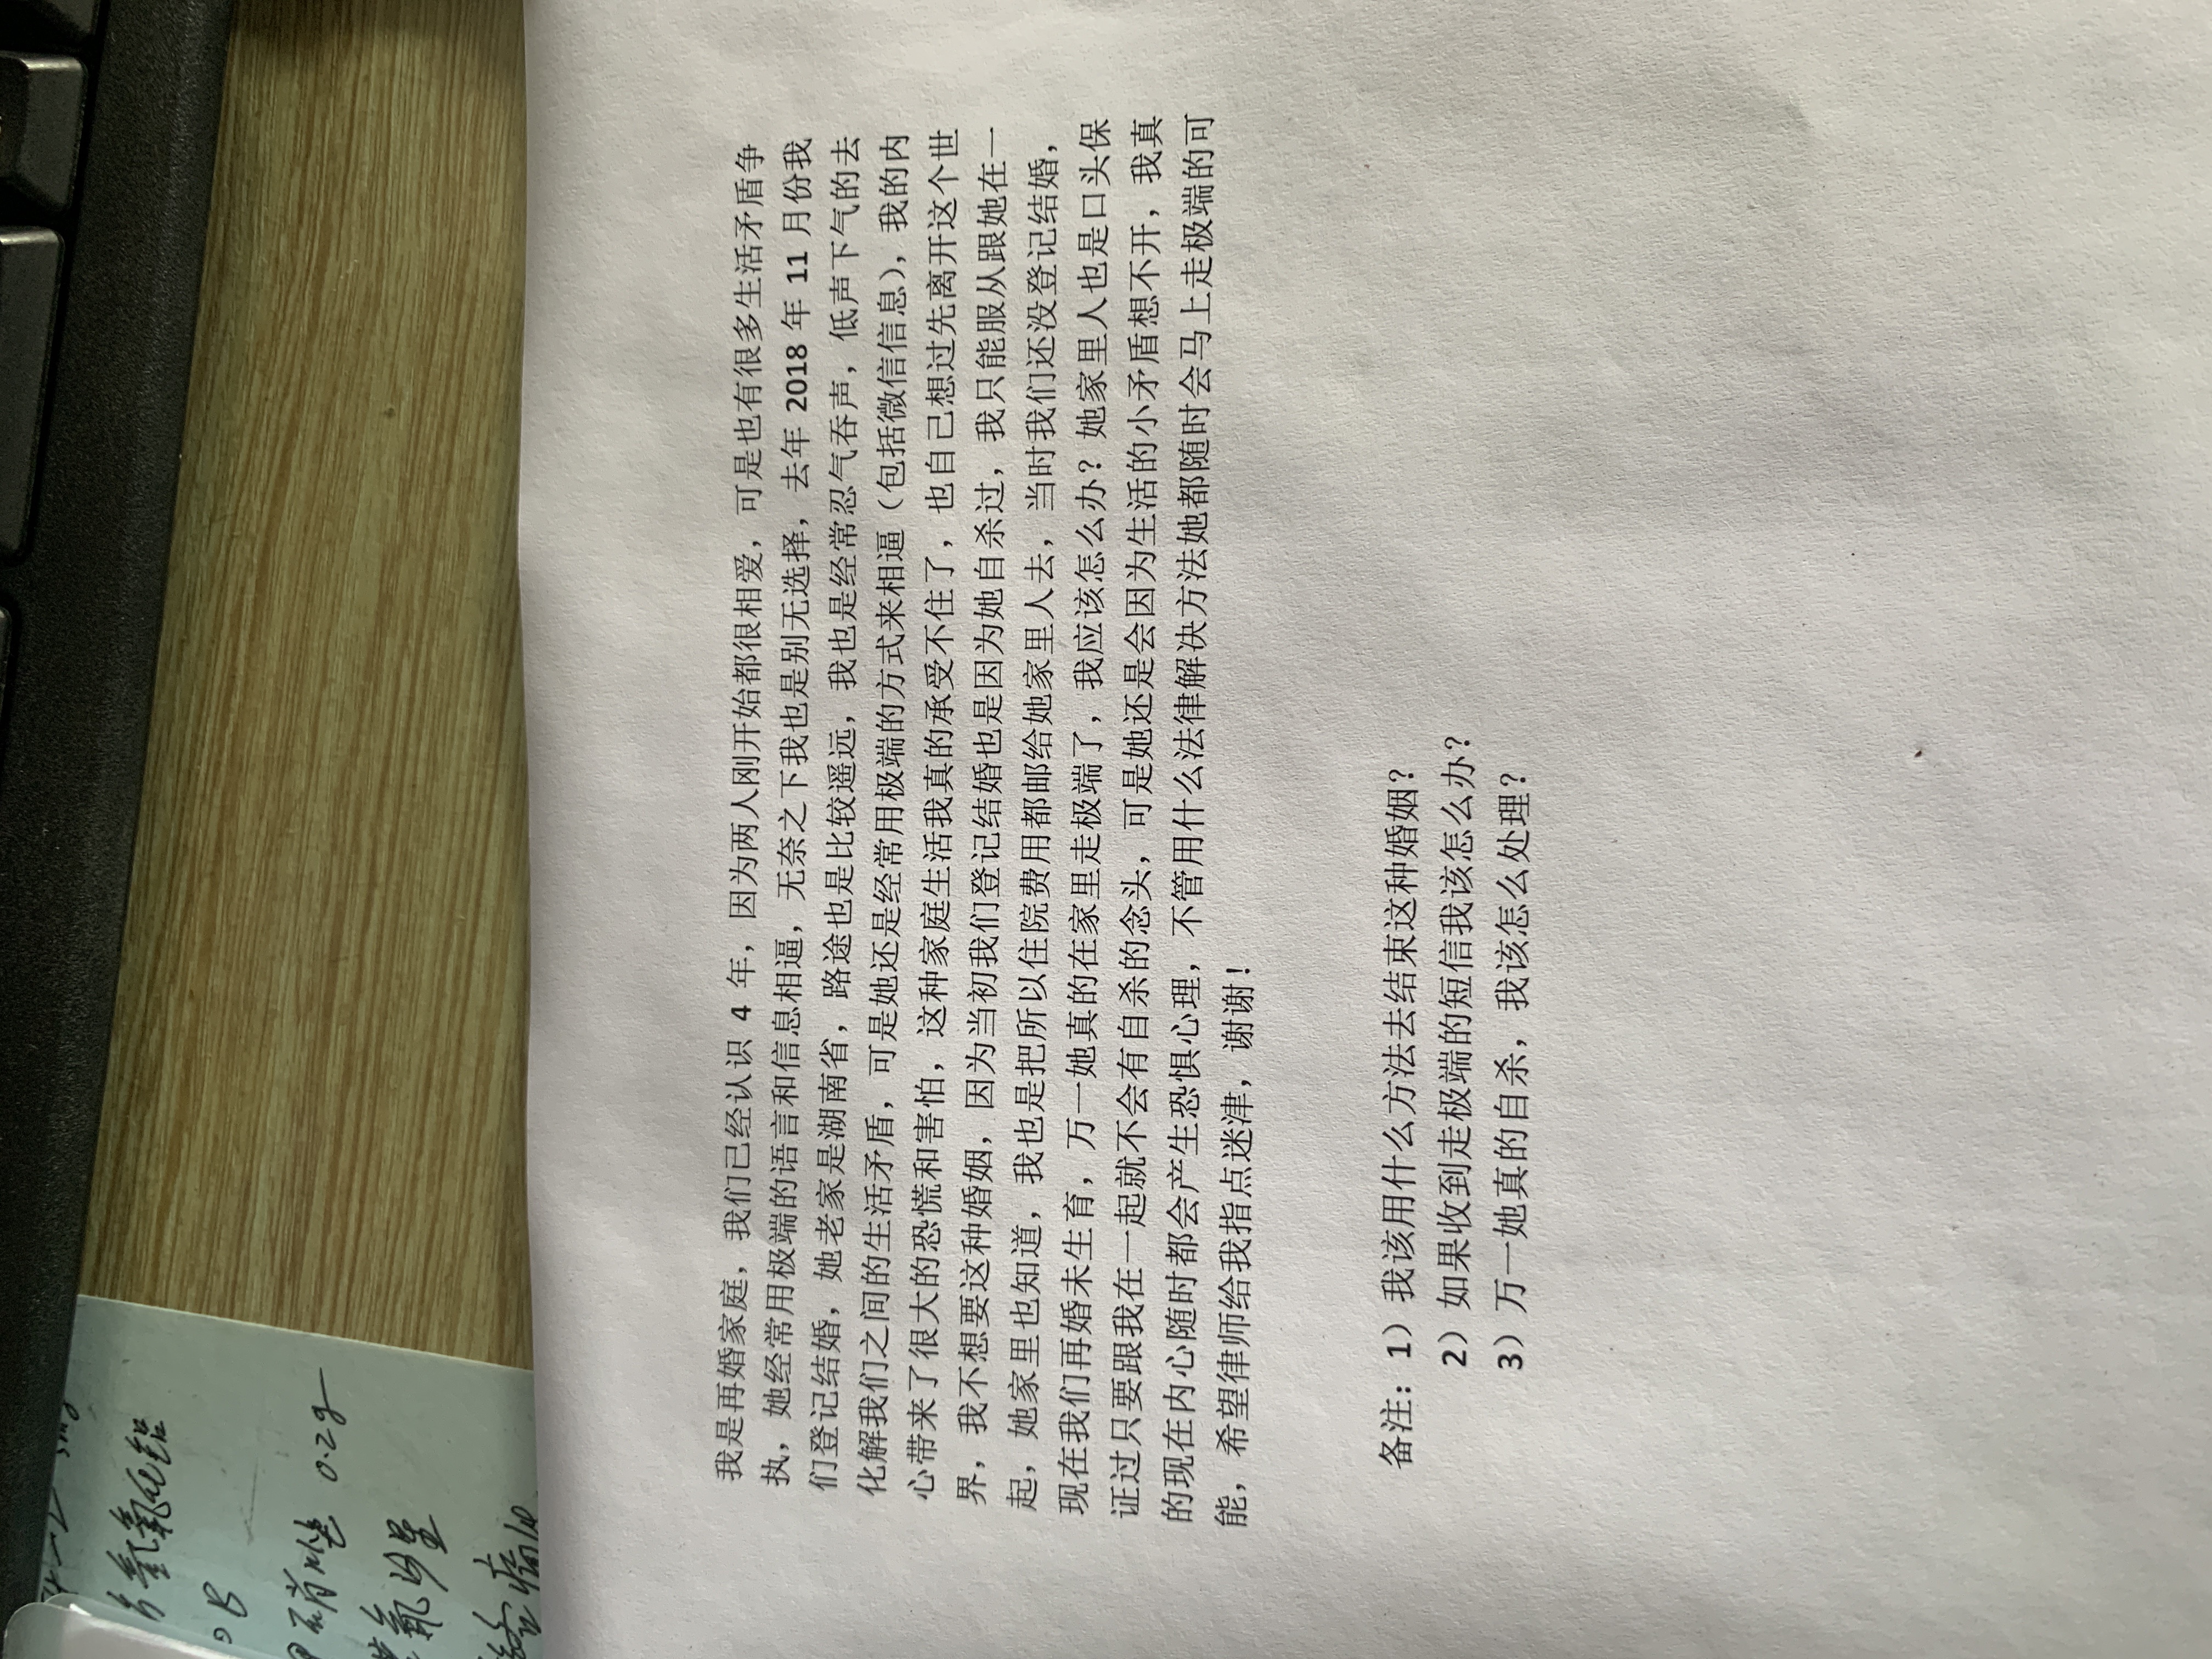 氢氧化铝
B
硝唑 0.2g
氟沙星
我是再婚家庭，我们已经认识 4 年，因为两人刚开始都很相爱，可是也有很多生活矛盾争
执，她经常用极端的语言和信息相逼，无奈之下我也是别无选择，去年 2018 年 11 月份我
们登记结婚，她老家是湖南省，路途也是比较遥远，我也是经常忍气吞声，低声下气的去
化解我们之间的生活矛盾，可是她还是经常用极端的方式来相逼（包括微信信息），我的内
心带来了很大的恐慌和害怕，这种家庭生活我真的承受不住了，也自己想过先离开这个世
界，我不想要这种婚姻，因为当初我们登记结婚也是因为她自杀过，我只能服从跟她在一
起，她家里也知道，我也是把所以住院费用都邮给她家里人去，当时我们还没登记结婚，
现在我们再婚未生育，万一她真的在家里走极端了，我应该怎么办？她家里人也是口头保
证过只要跟我在一起就不会有自杀的念头，可是她还是会因为生活的小矛盾想不开，我真
的现在内心随时都会产生恐惧心理，不管用什么法律解决方法她都随时会马上走极端的可
能，希望律师给我指点迷津，谢谢！
备注：1）我该用什么方法去结束这种婚姻？
2）如果收到走极端的短信我该怎么办？
3）万一她真的自杀，我该怎么处理？